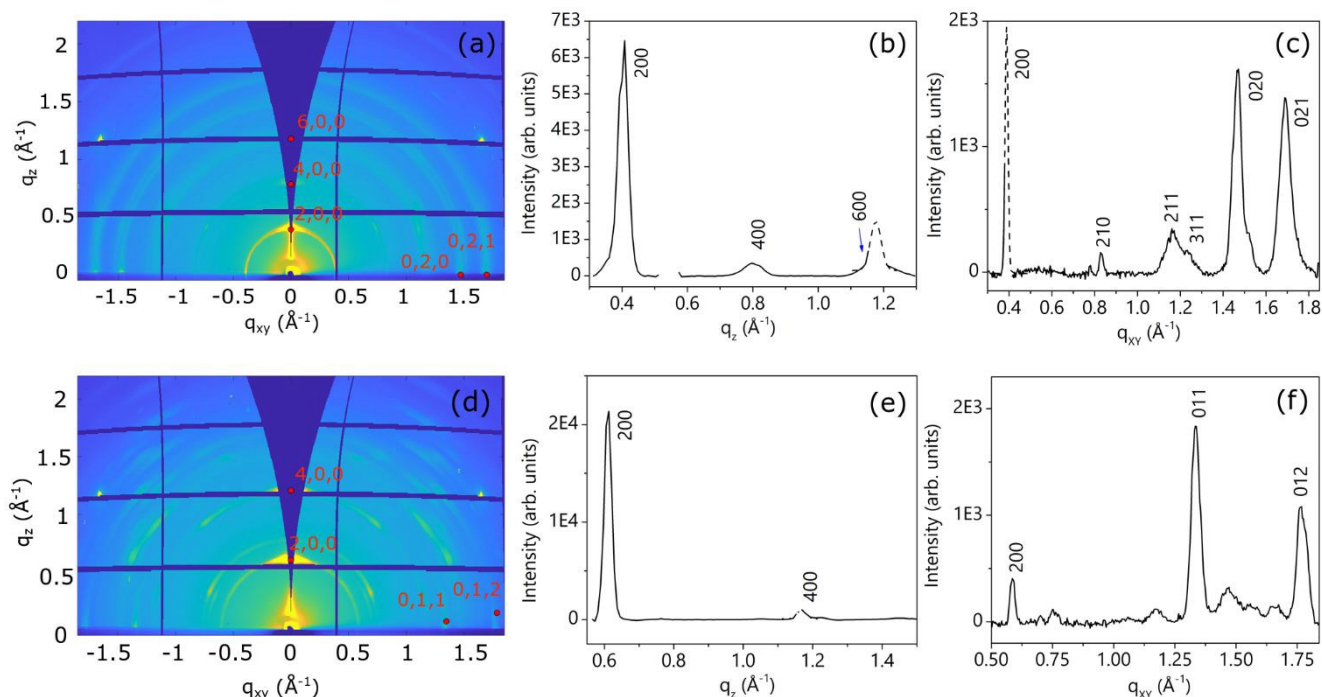 (a)
2
1.5
1
0.5
0
q_z (Å⁻¹)
6,0,0
4,0,0
2,0,0
0,2,1
0,2,0
-1.5 -1 -0.5 0 0.5 1 1.5
q_xy (Å⁻¹)
(b)
7E3
6E3
5E3
4E3
3E3
2E3
1E3
0
Intensity (arb. units)
200
400
600
0.4 0.6 0.8 1.0 1.2
q_z (Å⁻¹)
(c)
2E3
1E3
0
Intensity (arb. units)
200
210
211
311
020
021
0.4 0.6 0.8 1.0 1.2 1.4 1.6 1.8
q_XY (Å⁻¹)
(d)
2
1.5
1
0.5
0
q_z (Å⁻¹)
4,0,0
2,0,0
0,1,1
0,1,2
-1.5 -1 -0.5 0 0.5 1 1.5
q_xy (Å⁻¹)
(e)
2E4
1E4
0
Intensity (arb. units)
200
400
0.6 0.8 1.0 1.2 1.4
q_z (Å⁻¹)
(f)
2E3
1E3
0
Intensity (arb. units)
200
011
012
0.50 0.75 1.00 1.25 1.50 1.75
q_XY (Å⁻¹)